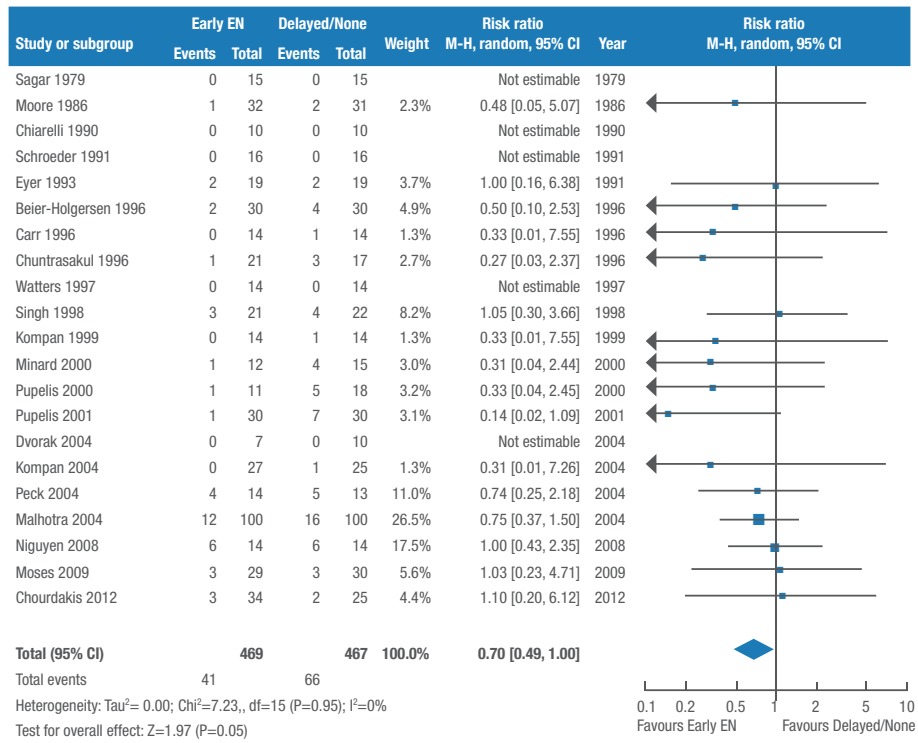 Early EN Delayed/None Risk ratio Risk ratio
Study or subgroup Events Total Events Total Weight M-H, random, 95% CI Year M-H, random, 95% CI
Sagar 1979 0 15 0 15 Not estimable 1979
Moore 1986 1 32 2 31 2.3% 0.48 [0.05, 5.07] 1986
Chiarelli 1990 0 10 0 10 Not estimable 1990
Schroeder 1991 0 16 0 16 Not estimable 1991
Eyer 1993 2 19 2 19 3.7% 1.00 [0.16, 6.38] 1991
Beier-Holgersen 1996 2 30 4 30 4.9% 0.50 [0.10, 2.53] 1996
Carr 1996 0 14 1 14 1.3% 0.33 [0.01, 7.55] 1996
Chuntrasakul 1996 1 21 3 17 2.7% 0.27 [0.03, 2.37] 1996
Watters 1997 0 14 0 14 Not estimable 1997
Singh 1998 3 21 4 22 8.2% 1.05 [0.30, 3.66] 1998
Kompan 1999 0 14 1 14 1.3% 0.33 [0.01, 7.55] 1999
Minard 2000 1 12 4 15 3.0% 0.31 [0.04, 2.44] 2000
Pupelis 2000 1 11 5 18 0.33 [0.04, 2.45] 2000
Pupelis 2001 1 30 7 30 3.1% 0.14 [0.02, 1.09] 2001
Dvorak 2004 0 7 0 10 Not estimable 2004
Kompan 2004 0 27 1 25 1.3% 0.31 [0.01, 7.26] 2004
Peck 2004 4 14 5 13 11.0% 0.74 [0.25, 2.18] 2004
Malhotra 2004 12 100 16 100 26.5% 0.75 [0.37, 1.50] 2004
Niguyen 2008 6 14 6 14 17.5% 1.00 [0.43, 2.35] 2008
Moses 2009 3 29 3 30 5.6% 1.03 [0.23, 4.71] 2009
Chourdakis 2012 3 34 2 25 4.4% 1.10 [0.20, 6.12] 2012
Total (95% CI) 469 467 100.0% 0.70 [0.49, 1.00]
Total events 41 66
Heterogeneity: Tau²= 0.00; Chi²=7.23,, df=15 (P=0.95); I²=0%
Test for overall effect: Z=1.97 (P=0.05)
0.1 0.2 0.5 1 2 5 10
Favours Early EN Favours Delayed/None